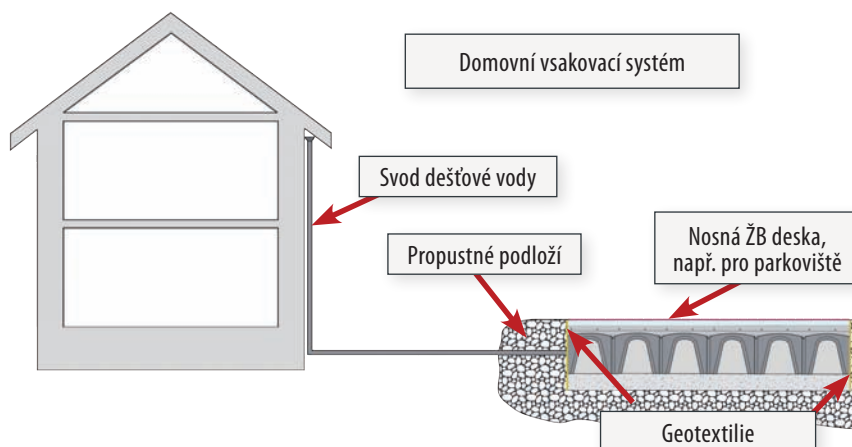 Domovní vsakovací systém
Svod dešťové vody
Propustné podloží
Nosná ŽB deska,
např. pro parkoviště
Geotextilie